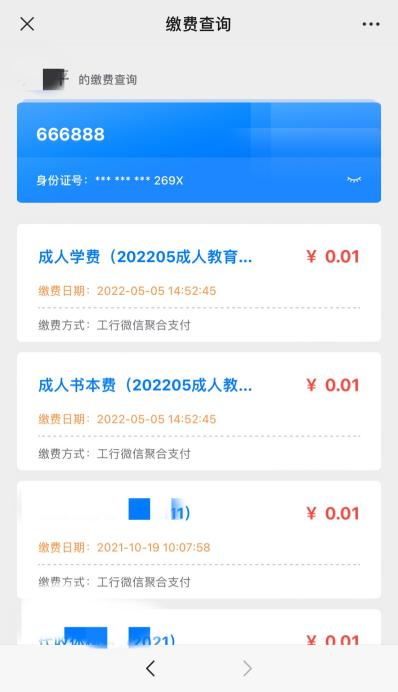 缴费查询
的缴费查询
666888
身份证号：*** *** *** 269X
成人学费（202205成人教育... ￥ 0.01
缴费日期：2022-05-05 14:52:45
缴费方式：工行微信聚合支付
成人书本费（202205成人教... ￥ 0.01
缴费日期：2022-05-05 14:52:45
缴费方式：工行微信聚合支付
11） ￥ 0.01
缴费日期：2021-10-19 10:07:58
缴费方式：工行微信聚合支付
2021） ￥ 0.01